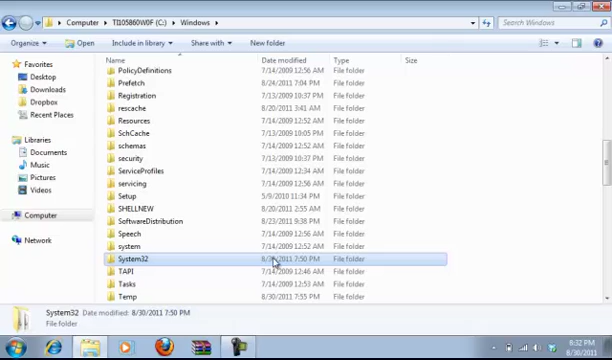 Computer ▸ TI105860W0F (C:) ▸ Windows ▸
Search Windows
Organize Open Include in library Share with New folder
Name Date modified Type Size
Favorites
Desktop
Downloads
Dropbox
Recent Places
Libraries
Documents
Music
Pictures
Videos
Computer
Network
PolicyDefinitions 7/14/2009 12:56 AM File folder
Prefetch 8/24/2011 7:04 PM File folder
Registration 7/13/2009 10:37 PM File folder
rescache 8/20/2011 3:41 AM File folder
Resources 7/14/2009 12:52 AM File folder
SchCache 7/13/2009 10:37 PM File folder
schemas 7/14/2009 12:52 AM File folder
security 7/13/2009 10:37 PM File folder
ServiceProfiles 7/14/2009 12:52 AM File folder
servicing 7/14/2009 12:56 AM File folder
Setup 5/9/2010 11:34 PM File folder
SHELLNEW 8/20/2011 2:55 AM File folder
SoftwareDistribution 8/23/2011 9:38 PM File folder
Speech 7/14/2009 12:56 AM File folder
system 7/14/2009 12:52 AM File folder
System32 8/30/2011 7:50 PM File folder
TAPI 7/14/2009 12:46 AM File folder
Tasks 7/14/2009 12:53 AM File folder
Temp 8/30/2011 7:55 PM File folder
System32 Date modified: 8/30/2011 7:50 PM
File folder
8:32 PM
8/30/2011